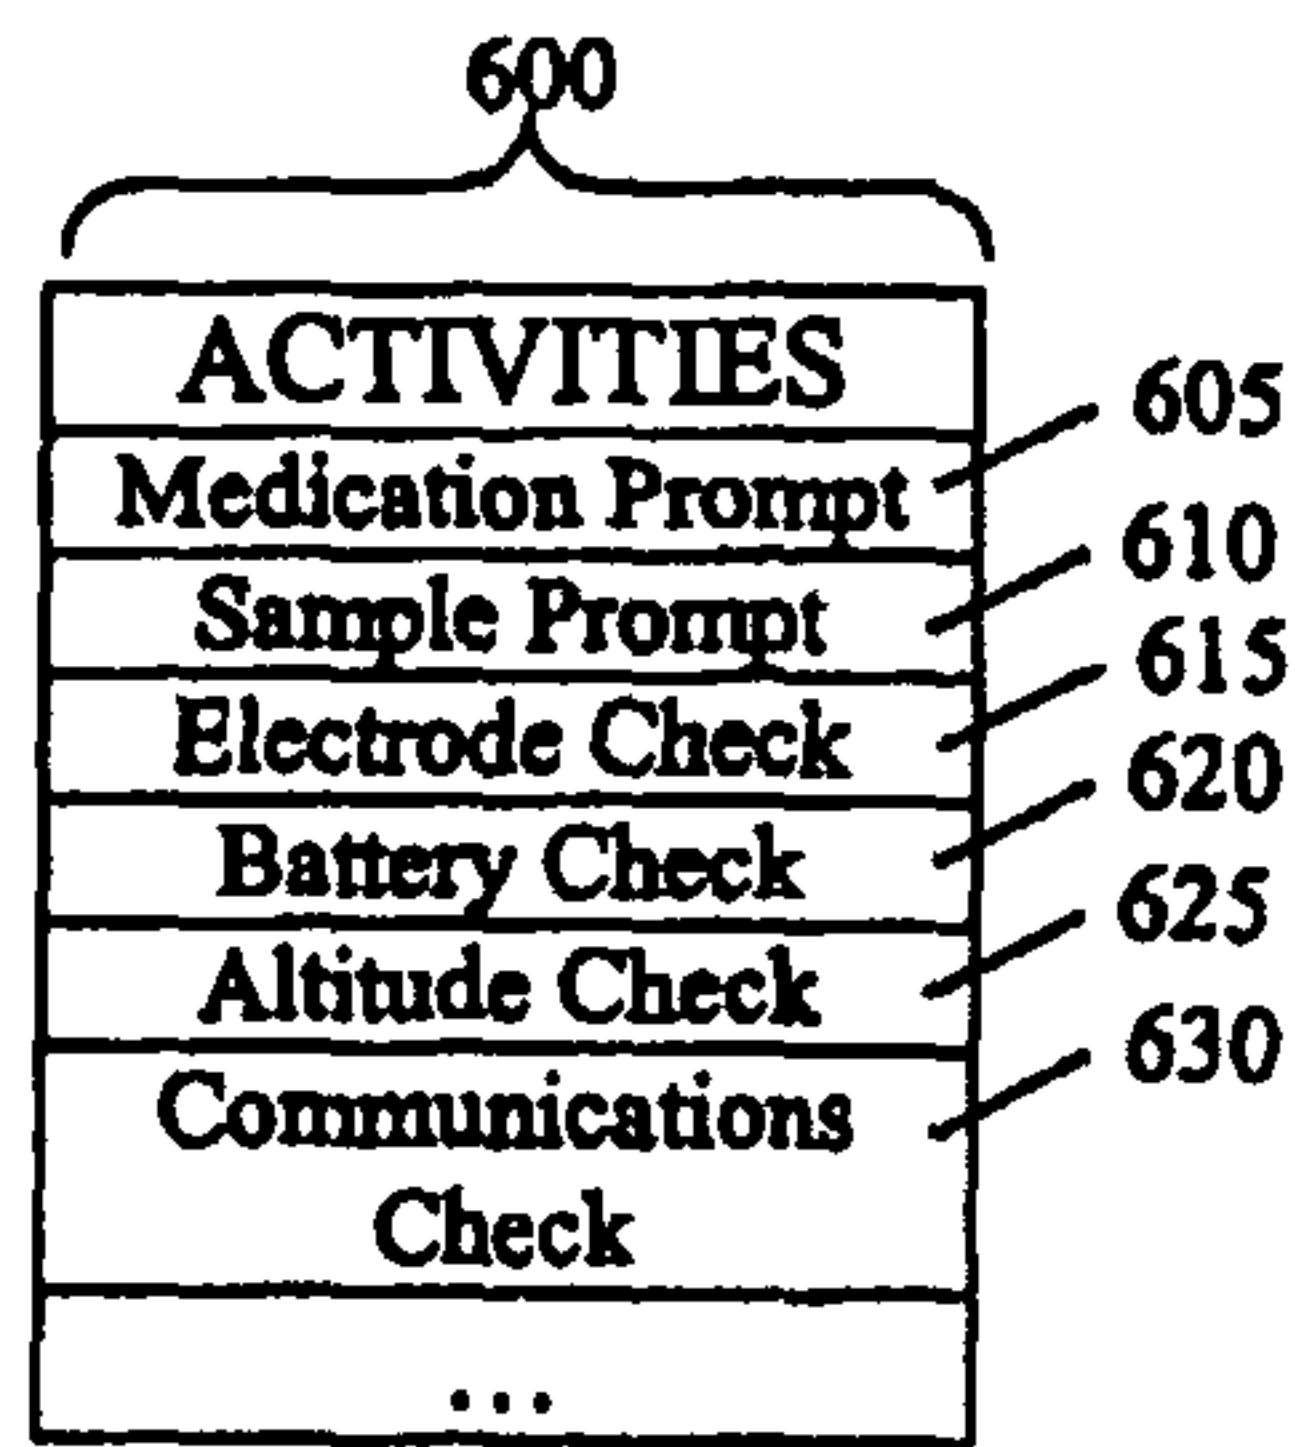 600
ACTIVITIES
Medication Prompt
605
Sample Prompt
610
Electrode Check
615
Battery Check
620
Altitude Check
625
Communications
Check
630
...